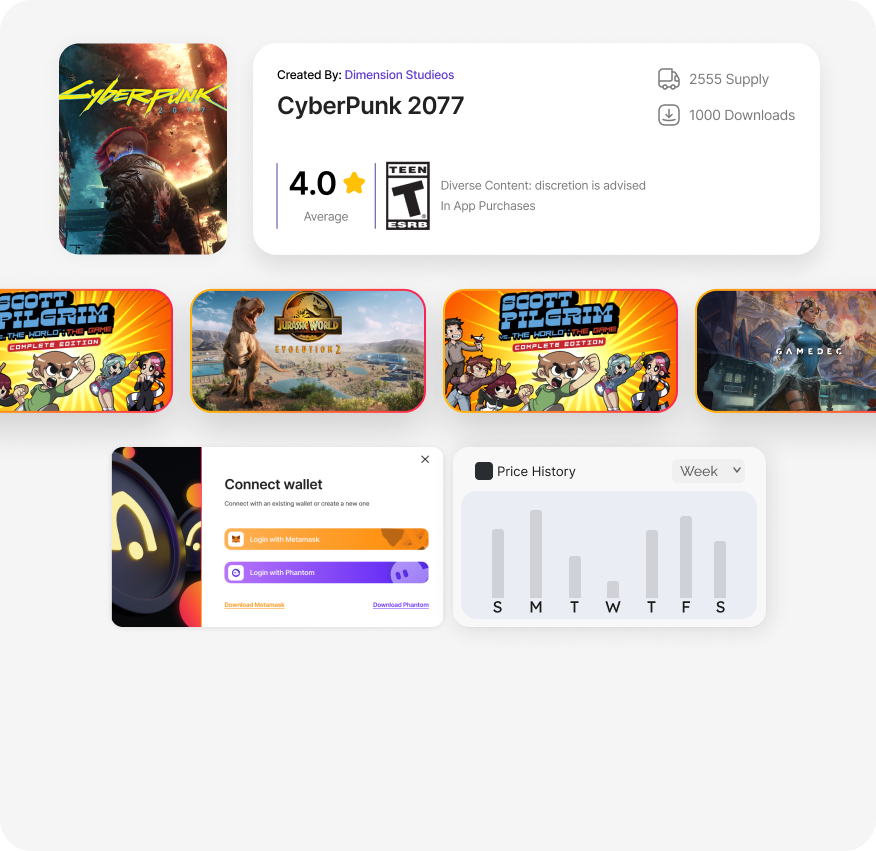 CYBERPUNK
2077
Created By: Dimension Studieos
CyberPunk 2077
2555 Supply
1000 Downloads
4.0
Average
TEEN
T
ESRB
Diverse Content: discretion is advised
In App Purchases
SCOTT
PILGRIM
THE WORLD THE GAME
COMPLETE EDITION
JURASSIC WORLD
EVOLUTION 2
SCOTT
PILGRIM
VS. THE WORLD THE GAME
COMPLETE EDITION
GAMEDEC
Connect wallet
Connect with an existing wallet or create a new one
Login with Metamask
Login with Phantom
Download Metamask
Download Phantom
Price History
Week
S M T W T F S